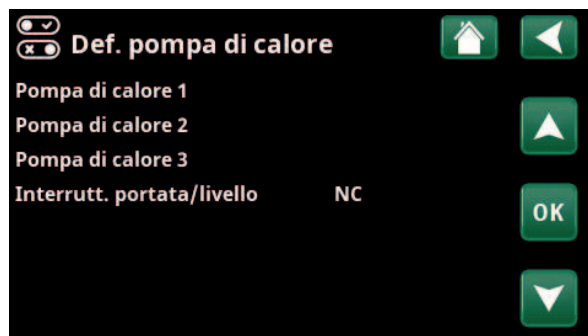 Def. pompa di calore
Pompa di calore 1
Pompa di calore 2
Pompa di calore 3
Interrutt. portata/livello NC
OK